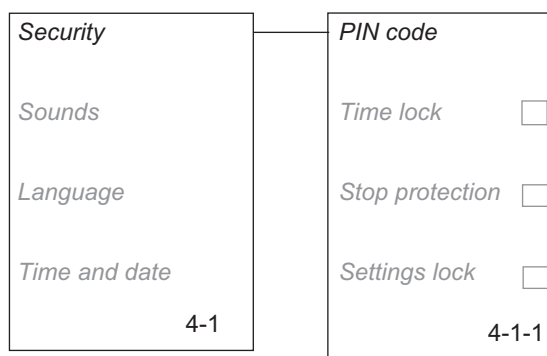 Security
Sounds
Language
Time and date
4-1
PIN code
Time lock
Stop protection
Settings lock
4-1-1